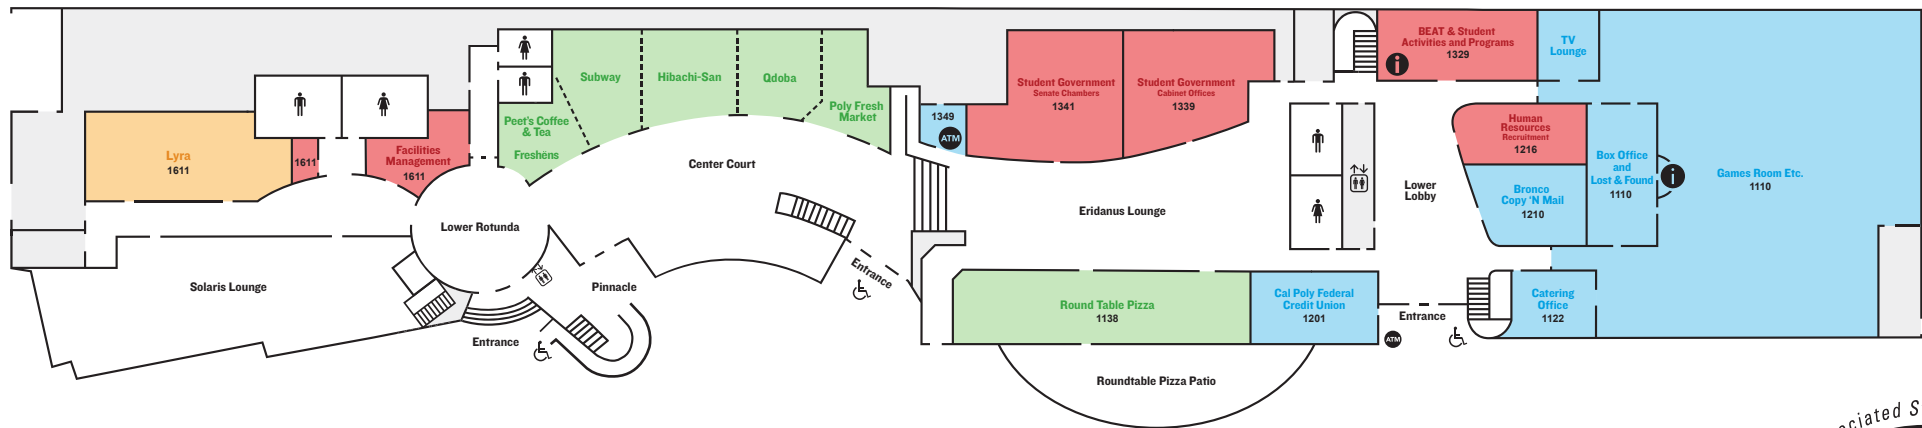 Lyra
1611
1611
Facilities
Management
1611
Solaris Lounge
Lower Rotunda
Entrance
Pinnacle
Peet's Coffee
& Tea
Freshëns
Subway
Hibachi-San
Qdoba
Poly Fresh
Market
Center Court
Entrance
1349
ATM
Student Government
Senate Chambers
1341
Student Government
Cabinet Offices
1339
Eridanus Lounge
Round Table Pizza
1138
Cal Poly Federal
Credit Union
1201
Roundtable Pizza Patio
ATM
Entrance
Lower
Lobby
BEAT & Student
Activities and Programs
1329
i
TV
Lounge
Human
Resources
Recruitment
1216
Bronco
Copy 'N Mail
1210
Box Office
and
Lost & Found
1110
i
Games Room Etc.
1110
Catering
Office
1122